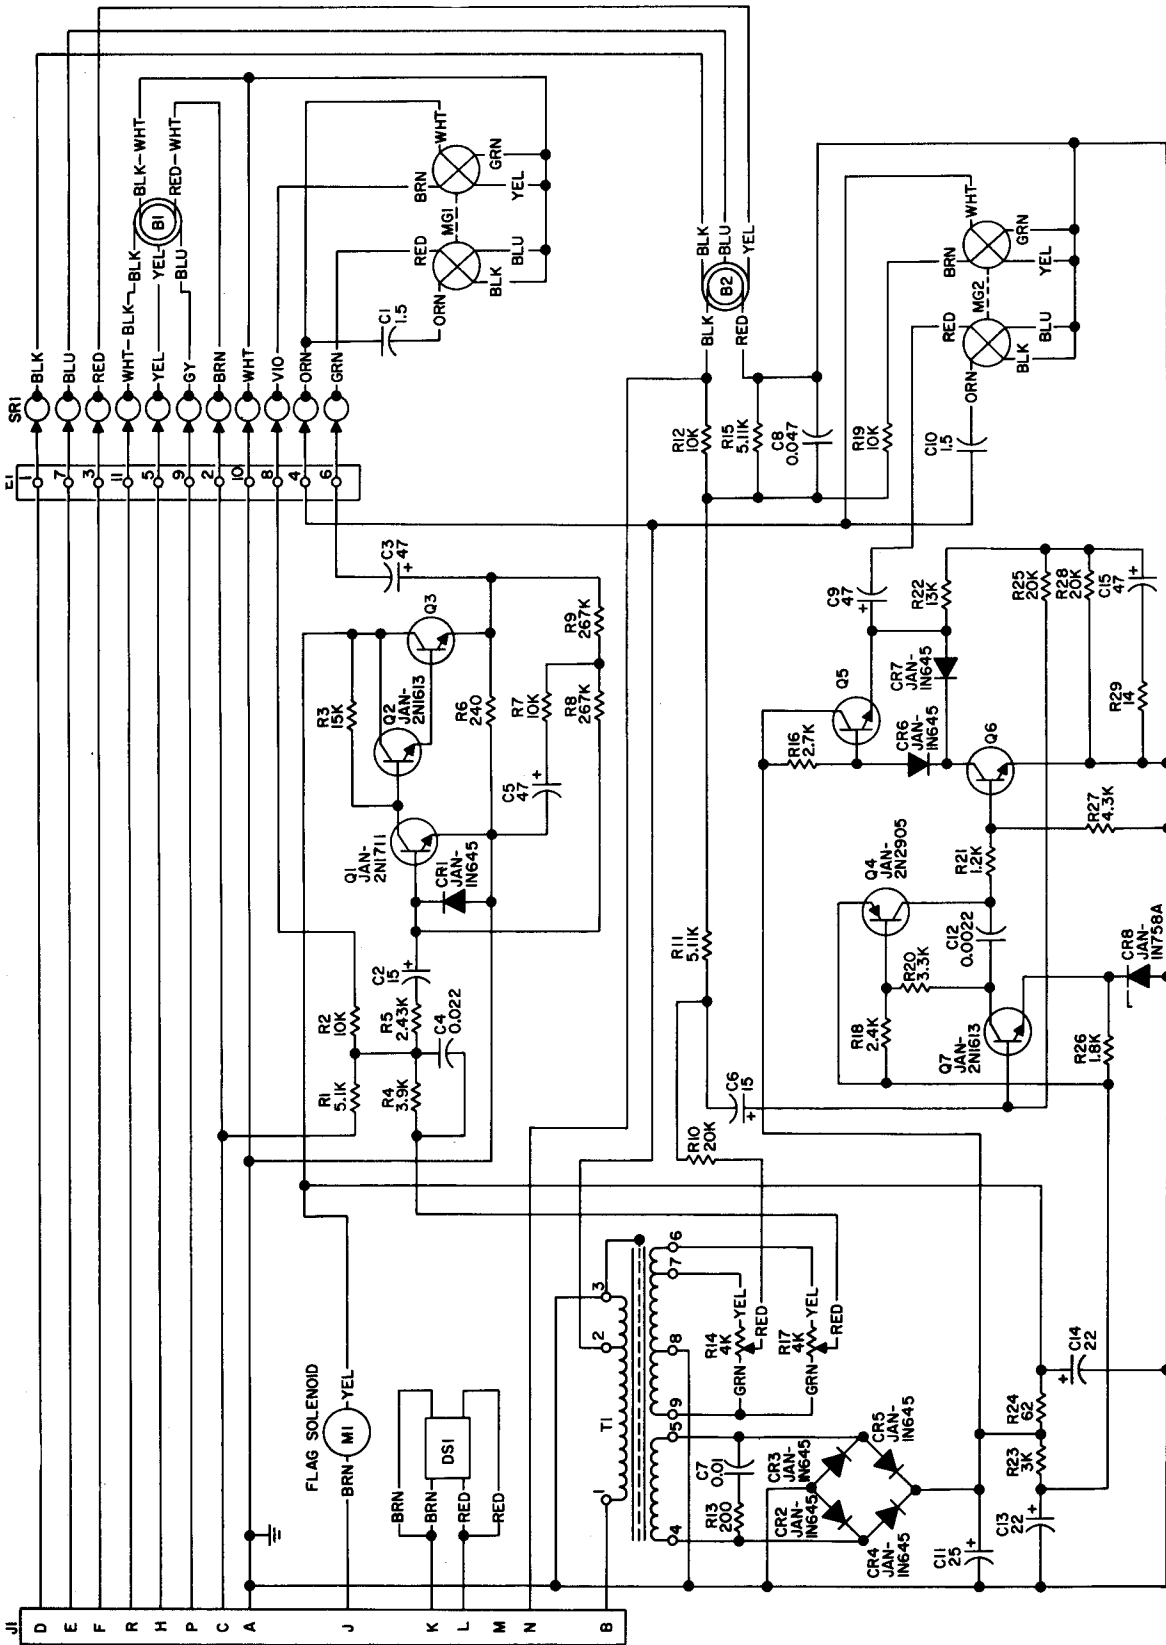 J1
D
E
F
R
H
P
C
A
J
K
L
M
N
B
E1
1
7
3
11
5
9
2
10
8
4
6
SR1
BLK
BLU
RED
WHT-BLK
YEL
GY
BRN
WHT
VIO
ORN
GRN
BLK
YEL
BLU
B1
BLK-WHT
RED-WHT
C1
1.5
ORN
RED
BLK
BLU
MG1
BRN
YEL
WHT
GRN
FLAG SOLENOID
BRN
M1
YEL
BRN
BRN
RED
RED
DS1
R1
5.1K
R2
10K
R4
3.9K
R5
2.43K
C2
15
+
C4
0.022
Q1
JAN-
2N1711
CR1
JAN-
1N645
R3
15K
Q2
JAN-
2N1613
Q3
R6
240
C3
47
+
C5
47
+
R7
10K
R8
267K
R9
267K
BLK
RED
B2
BLK
BLU
YEL
R12
10K
R15
5.11K
C8
0.047
R19
10K
C10
1.5
ORN
RED
BLK
BLU
MG2
BRN
YEL
WHT
GRN
R11
5.11K
R10
20K
C6
15
+
T1
1
2
3
4
5
9
8
7
6
GRN
R14
4K
YEL
RED
GRN
R17
4K
YEL
RED
C7
0.01
R13
200
CR3
JAN-
1N645
CR2
JAN-
1N645
CR5
JAN-
1N645
CR4
JAN-
1N645
C11
25
+
C13
22
+
R23
3K
R24
62
C14
22
+
Q4
JAN-
2N2905
R18
2.4K
R20
3.3K
C12
0.0022
Q7
JAN-
2N1613
R26
1.8K
CR8
JAN-
1N758A
R21
1.2K
R27
4.3K
Q6
R16
2.7K
Q5
CR6
JAN-
1N645
CR7
JAN-
1N645
C9
47
+
R22
13K
R25
20K
R28
20K
C15
47
+
R29
14